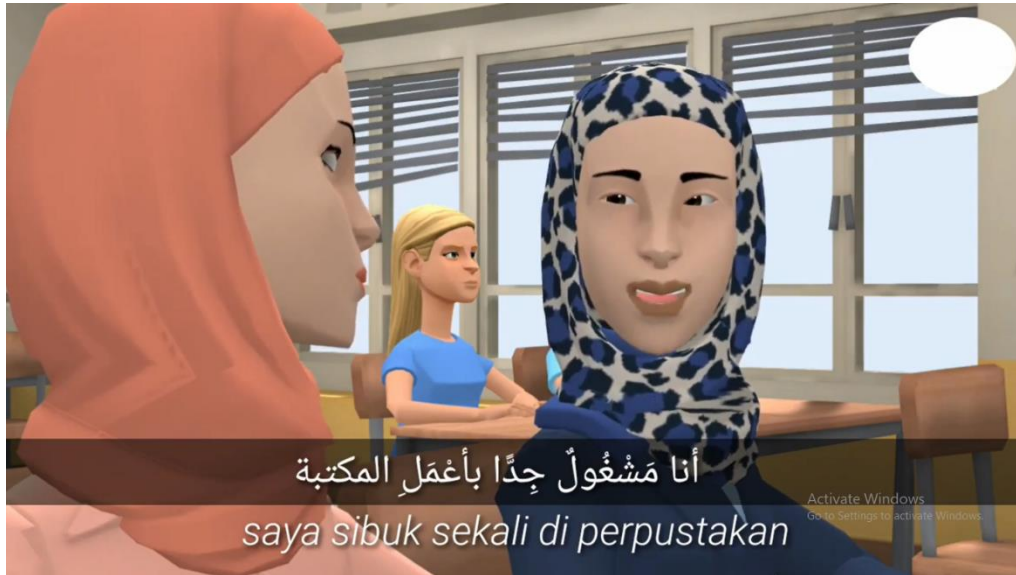 أنا مَشْغُولٌ جِدًّا بأعْمَلِ المكتبة
Activate Windows
Go to Settings to activate Windows.
saya sibuk sekali di perpustakan